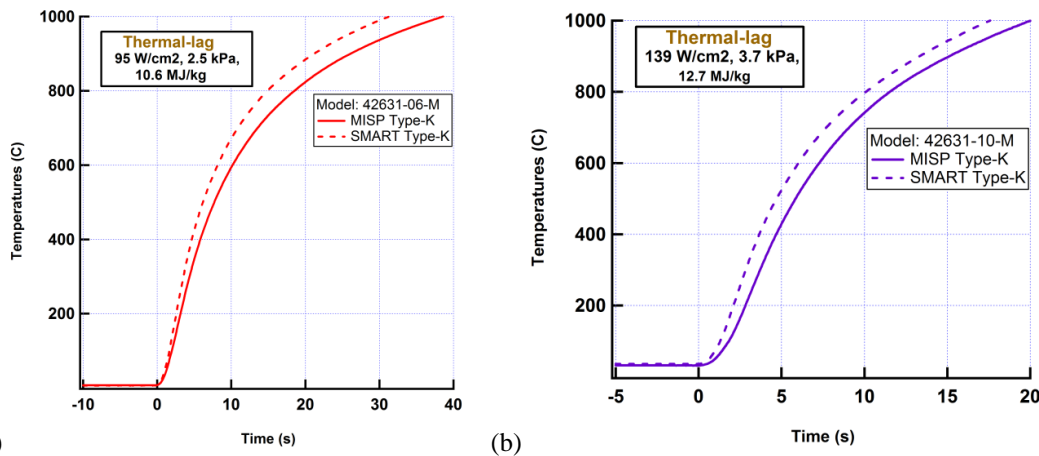 1000
800
600
400
200
Temperatures (C)
Thermal-lag
95 W/cm2, 2.5 kPa,
10.6 MJ/kg
Model: 42631-06-M
MISP Type-K
SMART Type-K
-10
0
10
20
30
40
Time (s)
)
(b)
1000
800
600
400
200
Temperatures (C)
Thermal-lag
139 W/cm2, 3.7 kPa,
12.7 MJ/kg
Model: 42631-10-M
MISP Type-K
SMART Type-K
-5
0
5
10
15
20
Time (s)